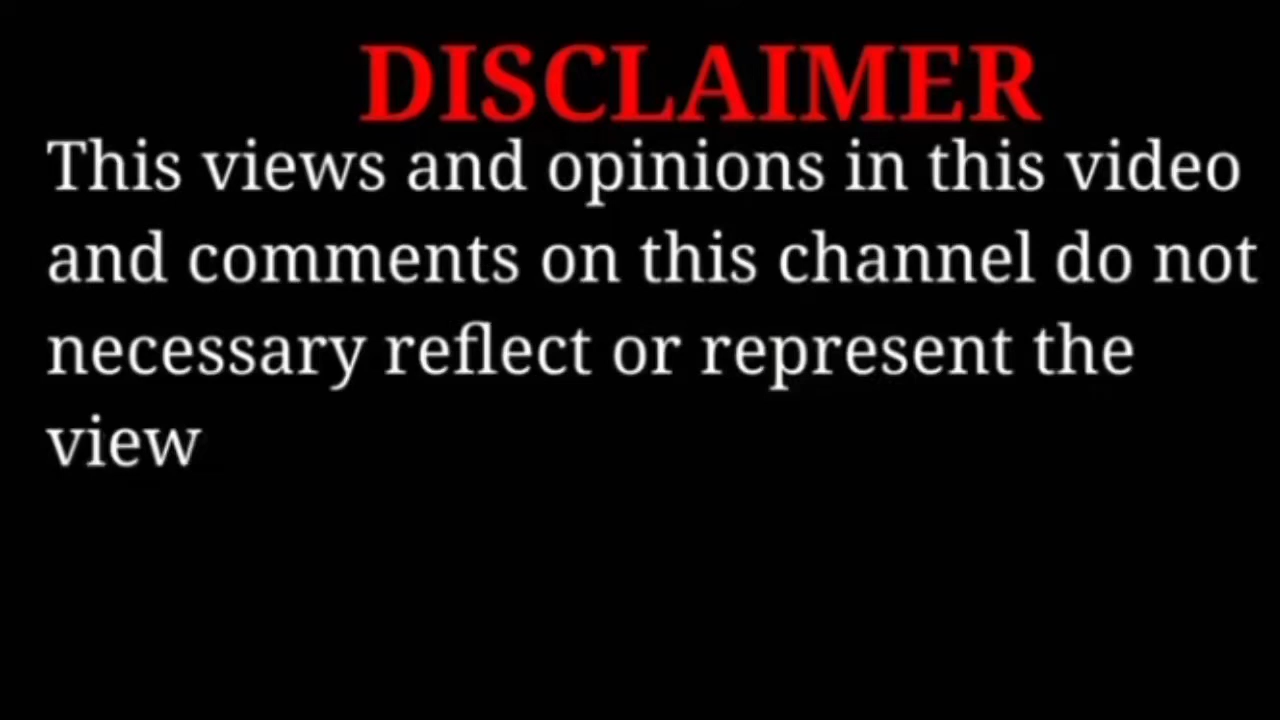 DISCLAIMER
This views and opinions in this video
and comments on this channel do not
necessary reflect or represent the
view